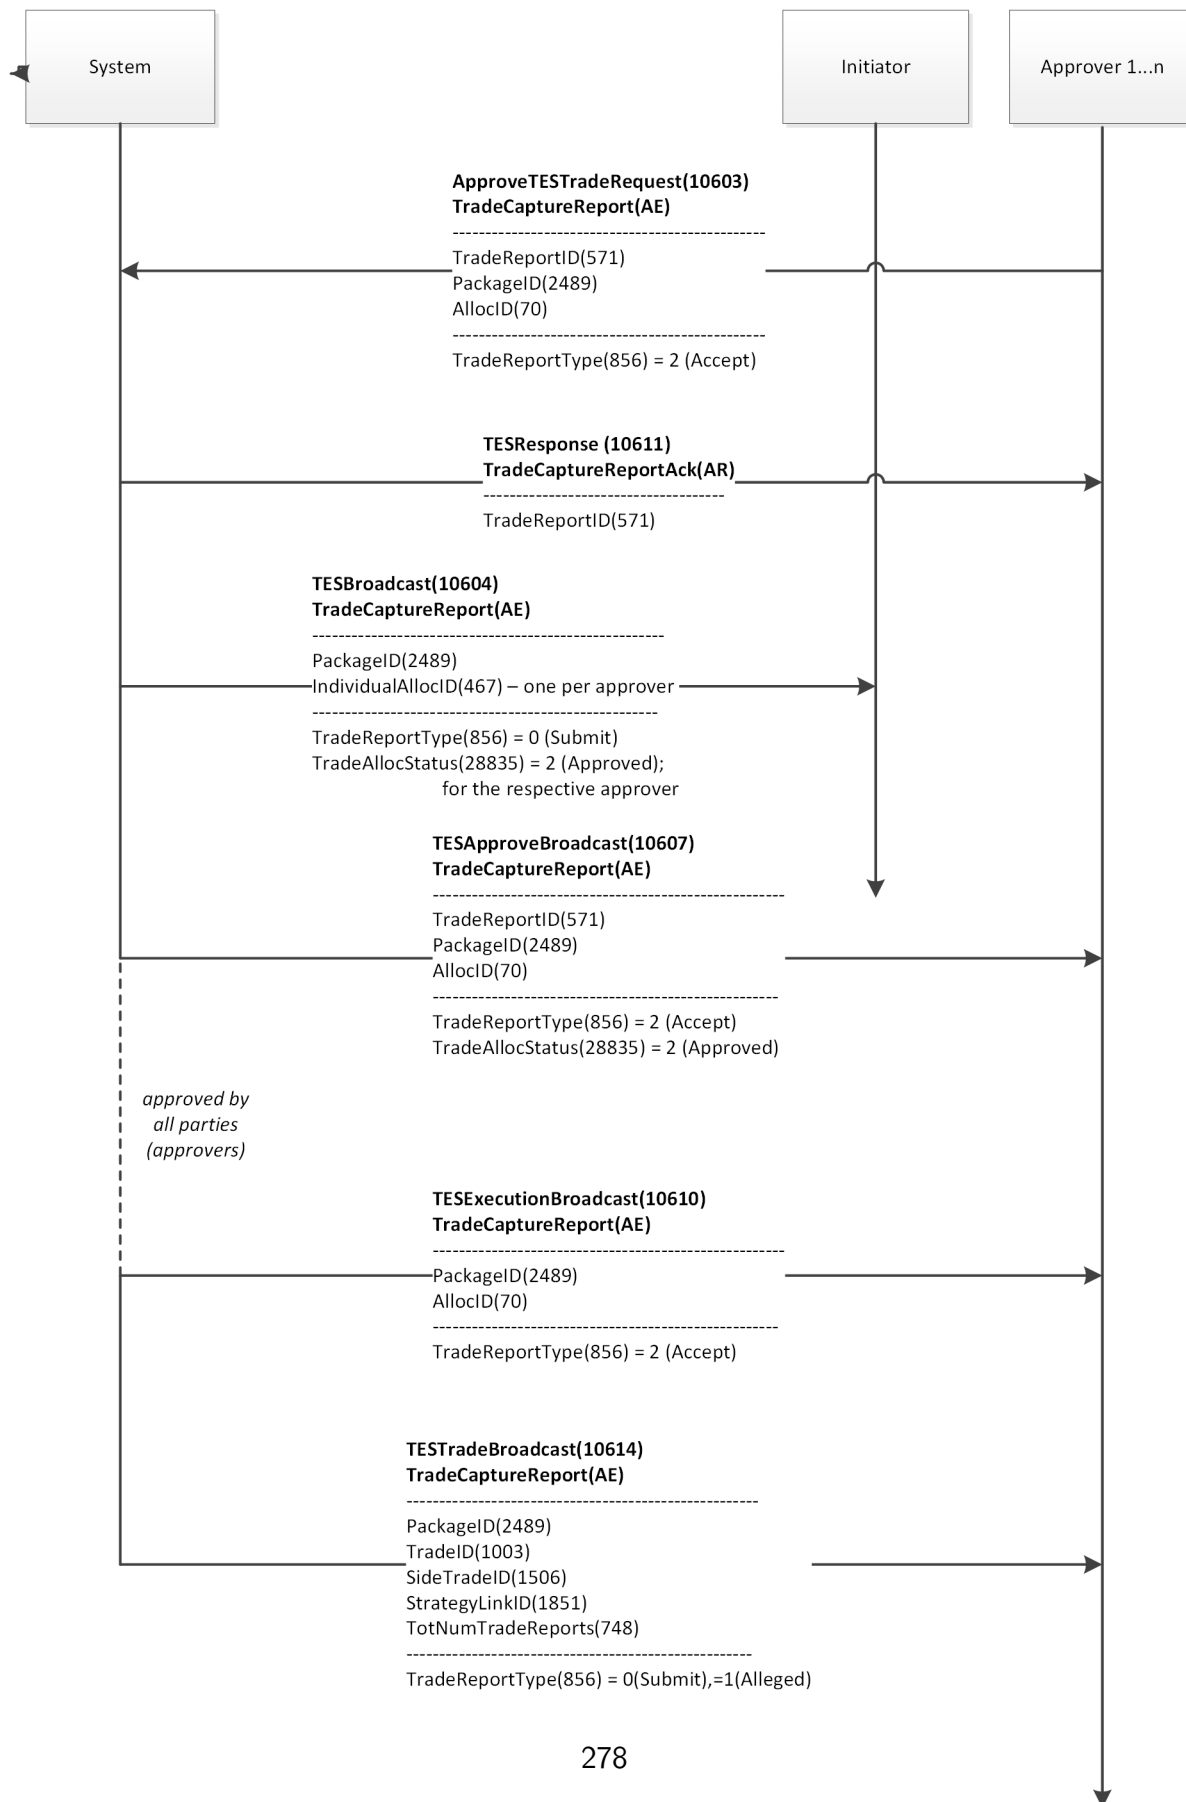 System
Initiator
Approver 1...n
ApproveTESTradeRequest(10603)
TradeCaptureReport(AE)
------------------------------------------------
TradeReportID(571)
PackageID(2489)
AllocID(70)
------------------------------------------------
TradeReportType(856) = 2 (Accept)
TESResponse (10611)
TradeCaptureReportAck(AR)
-------------------------------------
TradeReportID(571)
TESBroadcast(10604)
TradeCaptureReport(AE)
------------------------------------------------------
PackageID(2489)
IndividualAllocID(467) – one per approver
-----------------------------------------------------
TradeReportType(856) = 0 (Submit)
TradeAllocStatus(28835) = 2 (Approved);
for the respective approver
TESApproveBroadcast(10607)
TradeCaptureReport(AE)
------------------------------------------------------
TradeReportID(571)
PackageID(2489)
AllocID(70)
-----------------------------------------------------
TradeReportType(856) = 2 (Accept)
TradeAllocStatus(28835) = 2 (Approved)
approved by
all parties
(approvers)
TESExecutionBroadcast(10610)
TradeCaptureReport(AE)
------------------------------------------------------
PackageID(2489)
AllocID(70)
-----------------------------------------------------
TradeReportType(856) = 2 (Accept)
TESTradeBroadcast(10614)
TradeCaptureReport(AE)
------------------------------------------------------
PackageID(2489)
TradeID(1003)
SideTradeID(1506)
StrategyLinkID(1851)
TotNumTradeReports(748)
-----------------------------------------------------
TradeReportType(856) = 0(Submit),=1(Alleged)
278